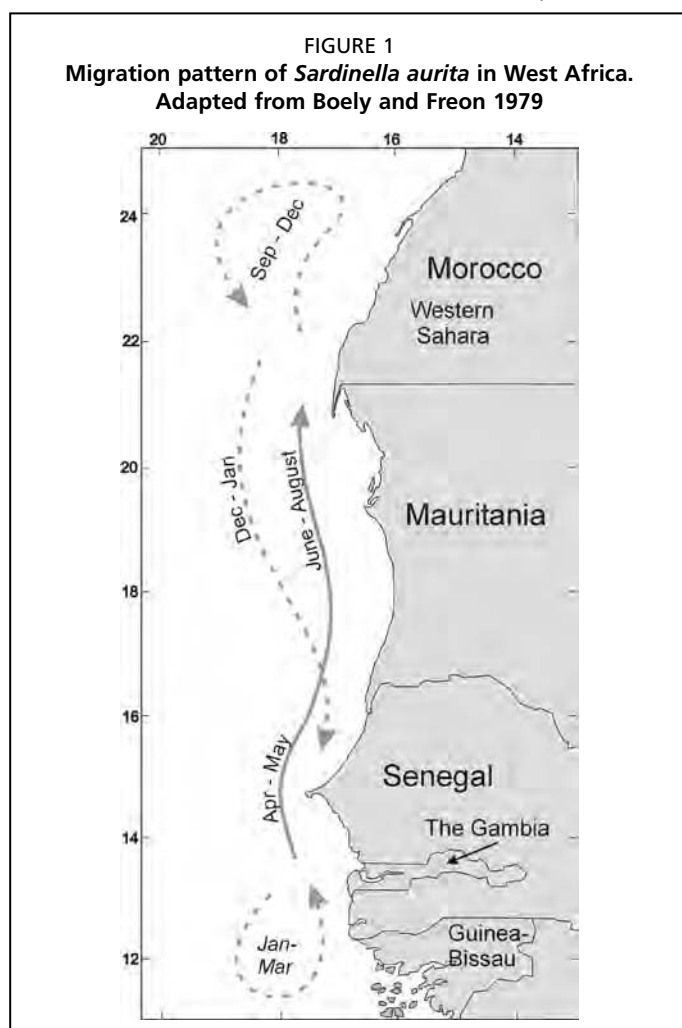 FIGURE 1
Migration pattern of Sardinella aurita in West Africa.
Adapted from Boely and Freon 1979
20 18 16 14
24
22
20
18
16
14
12
Sep - Dec
Morocco
Western
Sahara
Dec - Jan
June - August
Mauritania
Apr - May
Senegal
The Gambia
Jan-
Mar
Guinea-
Bissau